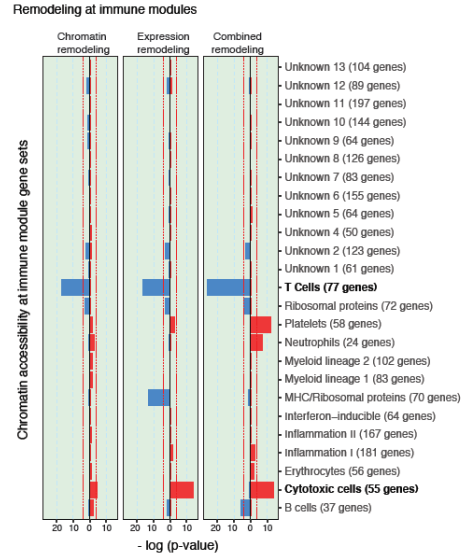 Remodeling at immune modules
Chromatin remodeling
Expression remodeling
Combined remodeling
Chromatin accessibility at immune module gene sets
Unknown 13 (104 genes)
Unknown 12 (89 genes)
Unknown 11 (197 genes)
Unknown 10 (144 genes)
Unknown 9 (64 genes)
Unknown 8 (126 genes)
Unknown 7 (83 genes)
Unknown 6 (155 genes)
Unknown 5 (64 genes)
Unknown 4 (50 genes)
Unknown 2 (123 genes)
Unknown 1 (61 genes)
T Cells (77 genes)
Ribosomal proteins (72 genes)
Platelets (58 genes)
Neutrophils (24 genes)
Myeloid lineage 2 (102 genes)
Myeloid lineage 1 (83 genes)
MHC/Ribosomal proteins (70 genes)
Interferon−inducible (64 genes)
Inflammation II (167 genes)
Inflammation I (181 genes)
Erythrocytes (56 genes)
Cytotoxic cells (55 genes)
B cells (37 genes)
20 10 0 10 20 10 0 10 20 10 0 10
- log (p-value)